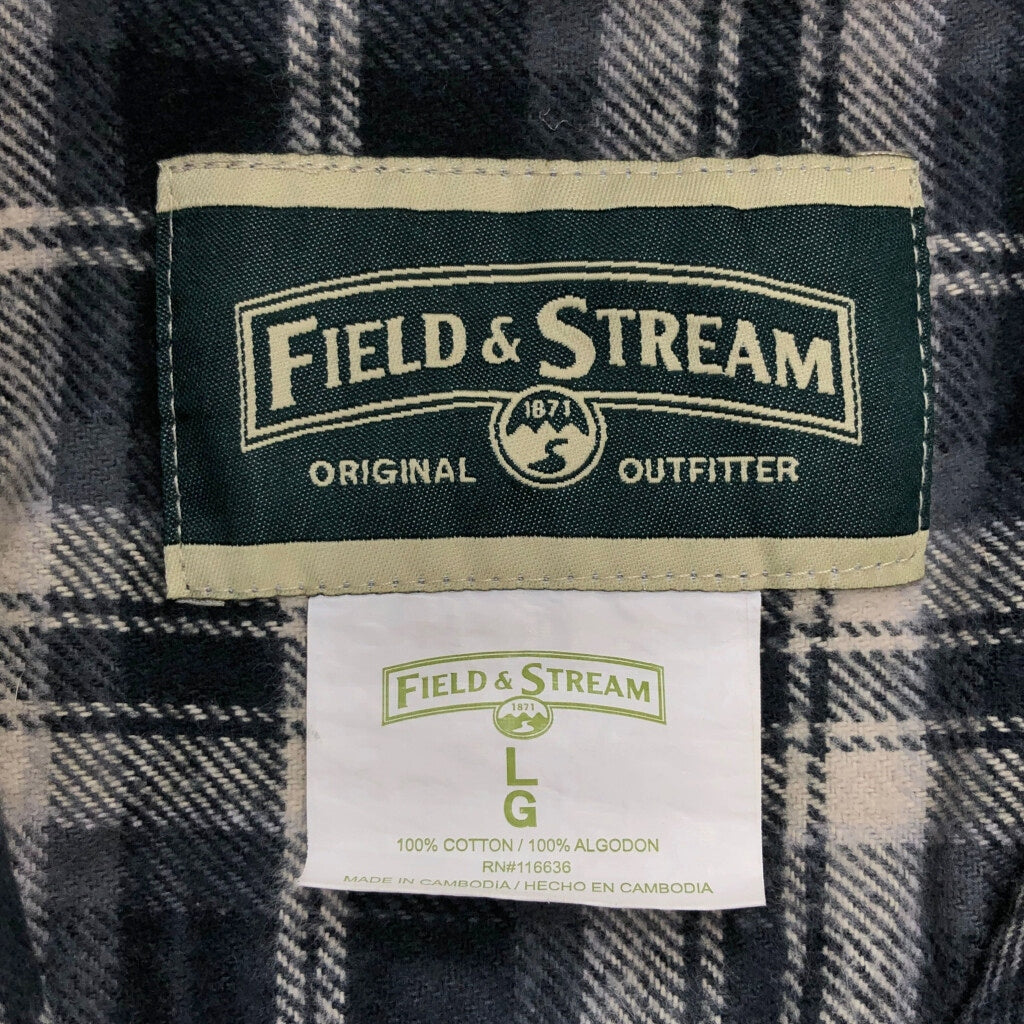 FIELD & STREAM
1871
ORIGINAL OUTFITTER
FIELD & STREAM
1871
L
G
100% COTTON / 100% ALGODON
RN#116636
MADE IN CAMBODIA / HECHO EN CAMBODIA